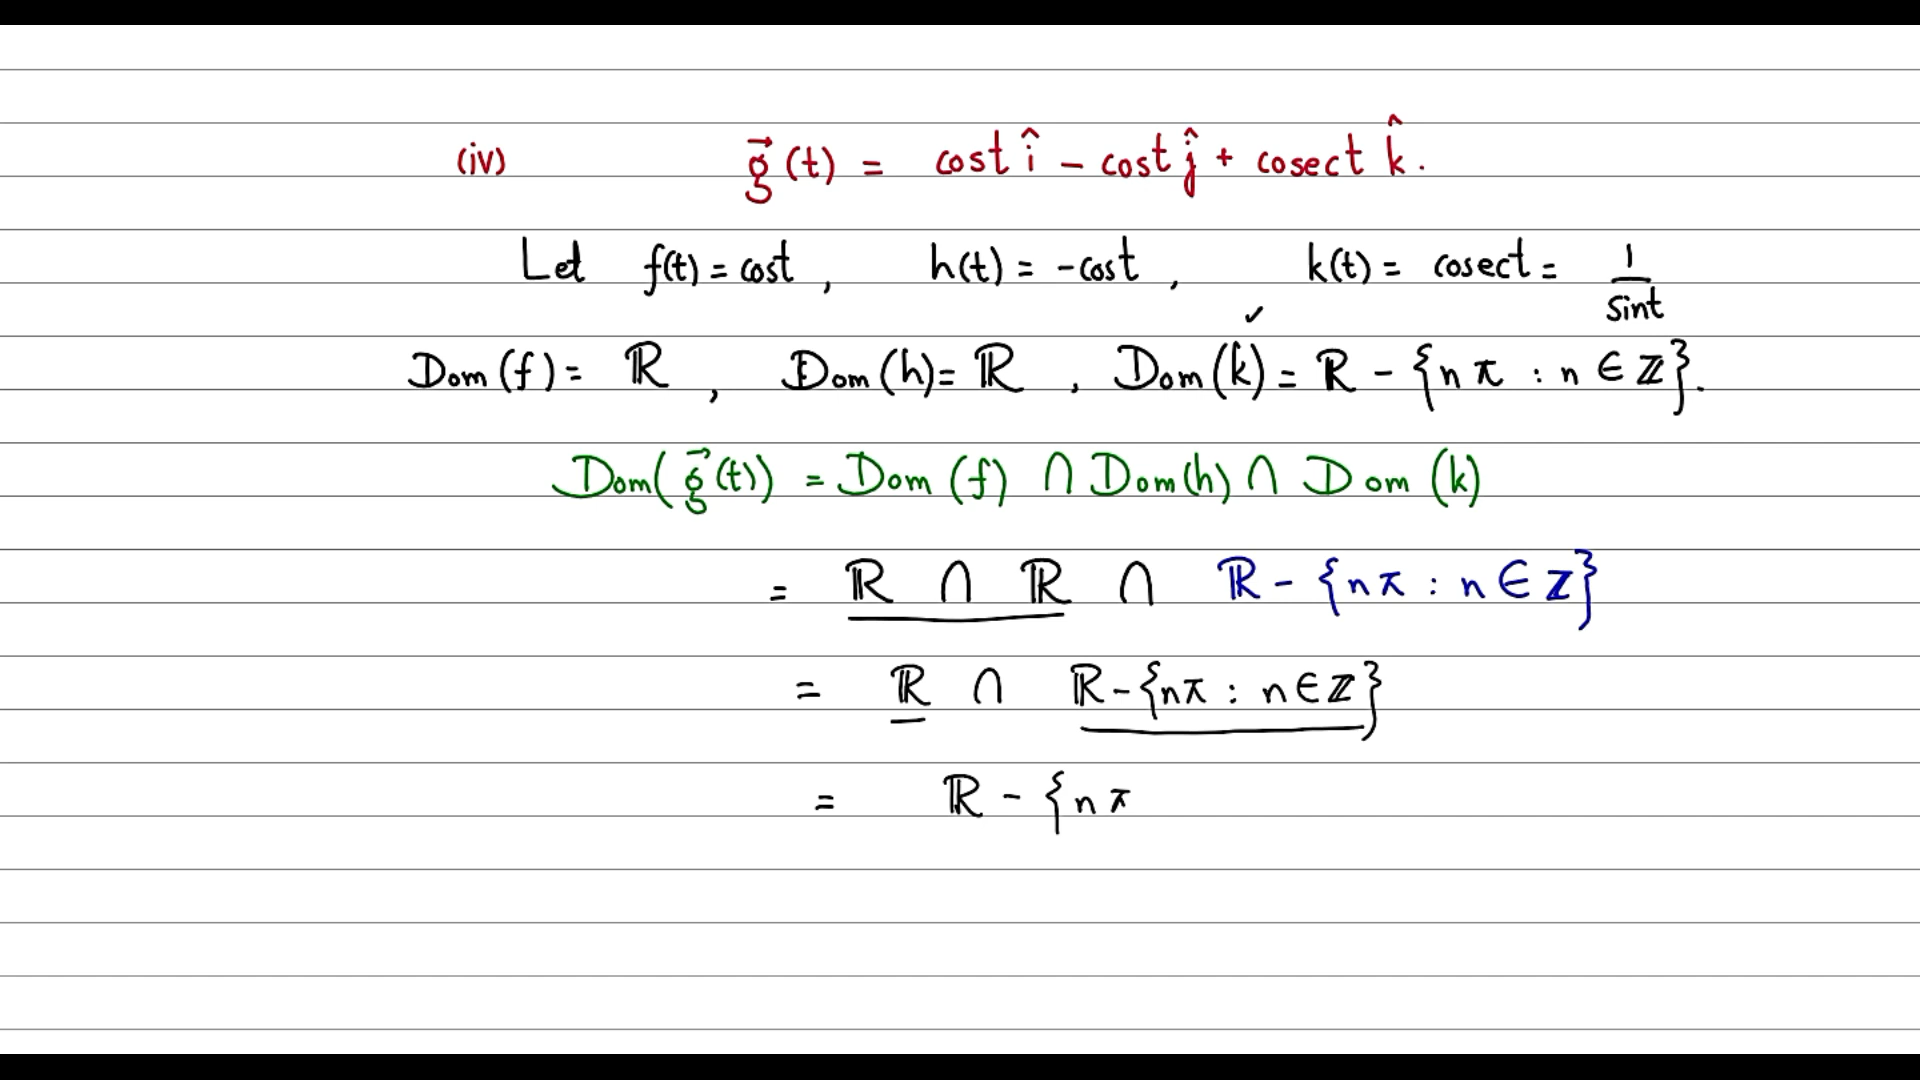 (iv) g⃗(t) = cost î - cost ĵ + cosect k̂.
Let f(t) = cost , h(t) = -cost , k(t) = cosect = 1/sint
Dom(f) = ℝ , Dom(h) = ℝ , Dom(k) = ℝ - {nπ : n ∈ ℤ}.
Dom(g⃗(t)) = Dom(f) ∩ Dom(h) ∩ Dom(k)
= ℝ ∩ ℝ ∩ ℝ - {nπ : n ∈ ℤ}
= ℝ ∩ ℝ - {nπ : n ∈ ℤ}
= ℝ - {nπ